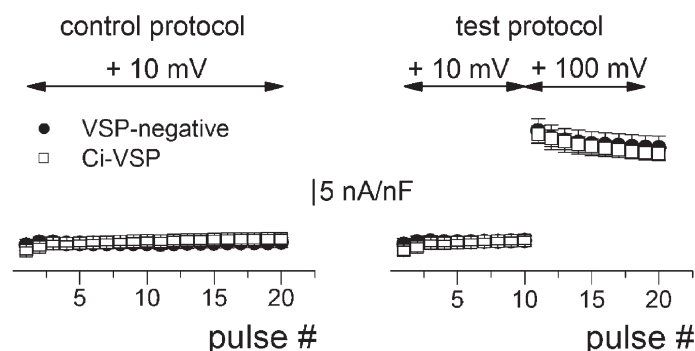 control protocol
+ 10 mV
VSP-negative
Ci-VSP
5 nA/nF
5 10 15 20
pulse #
test protocol
+ 10 mV + 100 mV
5 10 15 20
pulse #